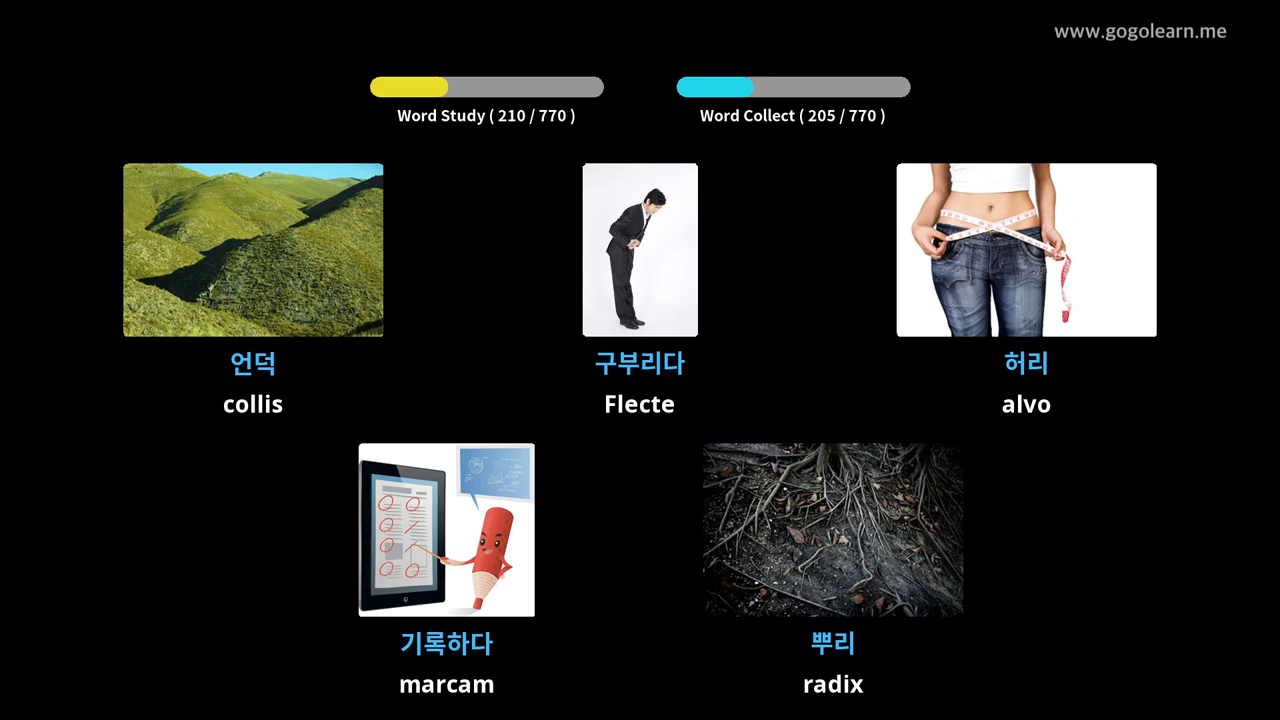 www.gogolearn.me
Word Study ( 210 / 770 )
Word Collect ( 205 / 770 )
언덕
구부리다
허리
collis
Flecte
alvo
기록하다
뿌리
marcam
radix